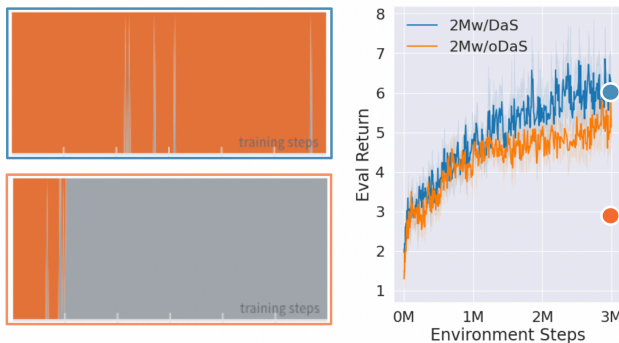 training steps
training steps
8
7
6
5
4
3
2
1
Eval Return
2Mw/DaS
2Mw/oDaS
0M 1M 2M 3M
Environment Steps